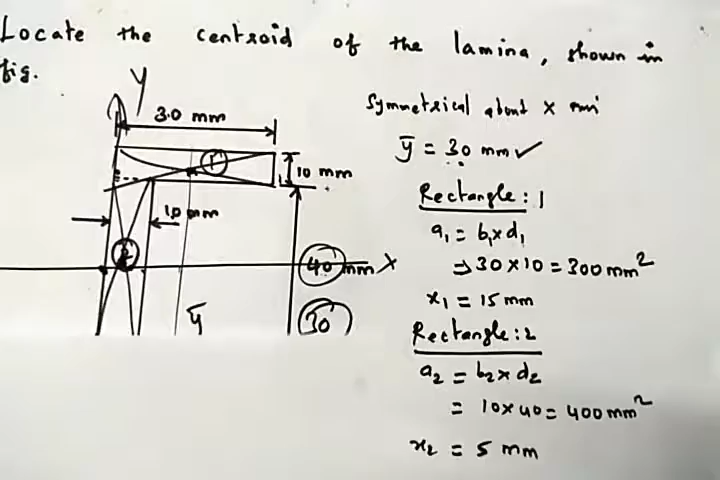 Locate the centroid of the lamina, shown in
fig.
Y
30 mm
1
10 mm
10 mm
2
40 mm X
ȳ
30
Symmetrical about X axis
ȳ = 30 mm ✓
Rectangle: 1
a₁ = b₁ x d₁
⇒ 30 x 10 = 300 mm²
x₁ = 15 mm
Rectangle: 2
a₂ = b₂ x d₂
= 10 x 40 = 400 mm²
x₂ = 5 mm